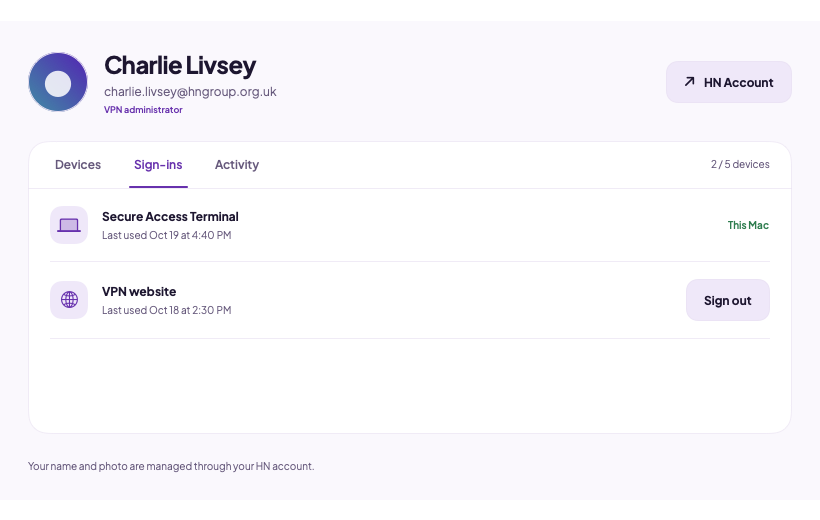 Charlie Livsey
charlie.livsey@hngroup.org.uk
VPN administrator
HN Account
Devices
Sign-ins
Activity
2 / 5 devices
Secure Access Terminal
Last used Oct 19 at 4:40 PM
This Mac
VPN website
Last used Oct 18 at 2:30 PM
Sign out
Your name and photo are managed through your HN account.